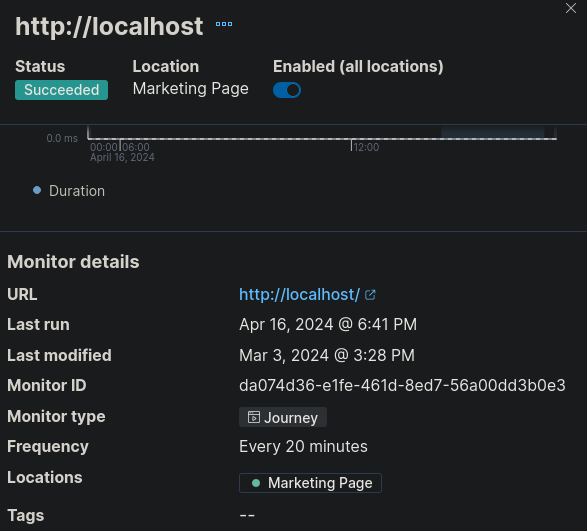 http://localhost
Status Location Enabled (all locations)
Succeeded Marketing Page
0.0 ms
00:00 06:00 12:00
April 16, 2024
Duration
Monitor details
URL http://localhost/
Last run Apr 16, 2024 @ 6:41 PM
Last modified Mar 3, 2024 @ 3:28 PM
Monitor ID da074d36-e1fe-461d-8ed7-56a00dd3b0e3
Monitor type Journey
Frequency Every 20 minutes
Locations Marketing Page
Tags --